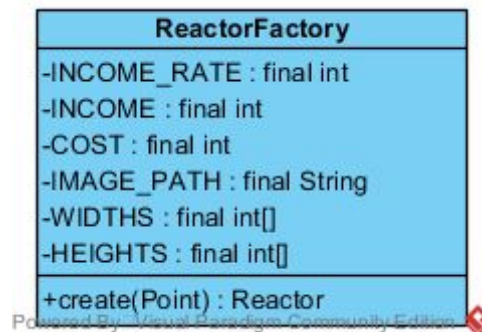 ReactorFactory
-INCOME_RATE : final int
-INCOME : final int
-COST : final int
-IMAGE_PATH : final String
-WIDTHS : final int[]
-HEIGHTS : final int[]
+create(Point) : Reactor
Powered By Visual Paradigm Community Edition